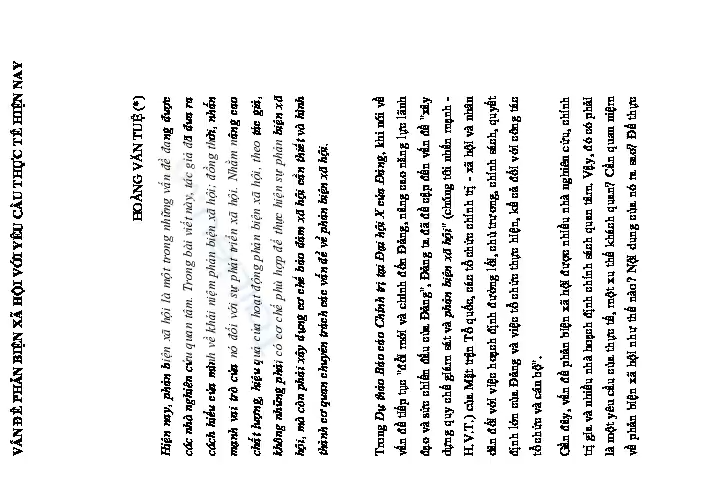 VẤN ĐỀ PHẢN BIỆN XÃ HỘI VỚI YÊU CẦU THỰC TẾ HIỆN NAY
HOÀNG VĂN TUỆ (*)
Hiện nay, phản biện xã hội là một trong những vấn đề đang được
các nhà nghiên cứu quan tâm. Trong bài viết này, tác giả đã đưa ra
cách hiểu của mình về khái niệm phản biện xã hội; đồng thời, nhấn
mạnh vai trò của nó đối với sự phát triển xã hội. Nhằm nâng cao
chất lượng, hiệu quả của hoạt động phản biện xã hội, theo tác giả,
không những phải có cơ chế phù hợp để thực hiện sự phản biện xã
hội, mà còn phải xây dựng cơ chế bảo đảm xã hội cần thiết và hình
thành cơ quan chuyên trách các vấn đề về phản biện xã hội.
Trong Dự thảo Báo cáo Chính trị tại Đại hội X của Đảng, khi nói về
vấn đề tiếp tục "đổi mới và chỉnh đốn Đảng, nâng cao năng lực lãnh
đạo và sức chiến đấu của Đảng", Đảng ta đã đề cập đến vấn đề "xây
dựng quy chế giám sát và phản biện xã hội" (chúng tôi nhấn mạnh -
H.V.T.) của Mặt trận Tổ quốc, các tổ chức chính trị - xã hội và nhân
dân đối với việc hoạch định đường lối, chủ trương, chính sách, quyết
định lớn của Đảng và việc tổ chức thực hiện, kể cả đối với công tác
tổ chức và cán bộ".
Gần đây, vấn đề phản biện xã hội được nhiều nhà nghiên cứu, chính
trị gia và nhiều nhà hoạch định chính sách quan tâm. Vậy, đó có phải
là một yêu cầu của thực tế, một xu thế khách quan? Cần quan niệm
về phản biện xã hội như thế nào? Nội dung của nó ra sao? Để thực